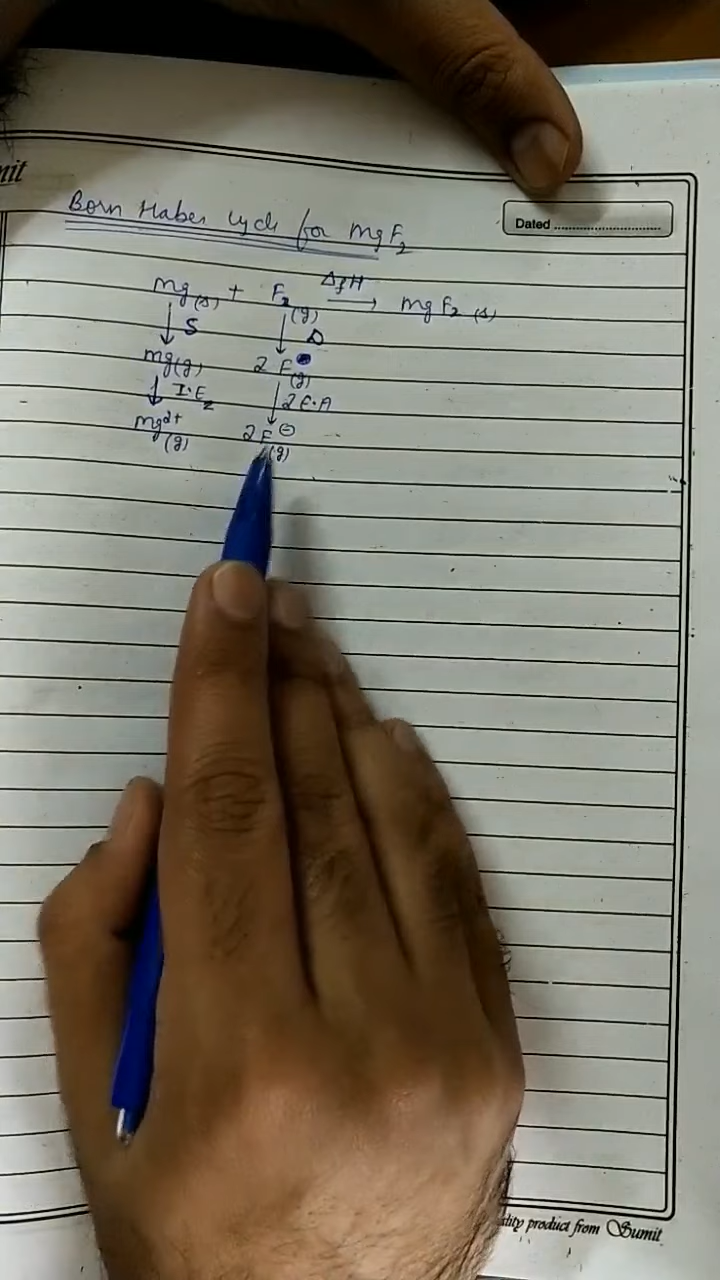 mit
Born Haber Cycle for MgF₂
Dated
Mg(s) + F₂(g) ΔfH → MgF₂(s)
↓ S ↓ D
Mg(g) 2F(g)
↓ I.E₂ ↓ 2E.A
Mg²⁺(g) 2F⊖(g)
product from Sumit